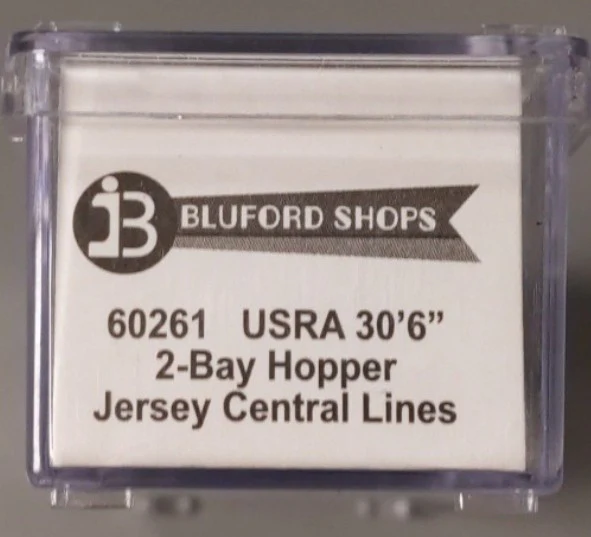 BLUFORD SHOPS
60261 USRA 30’6”
2-Bay Hopper
Jersey Central Lines